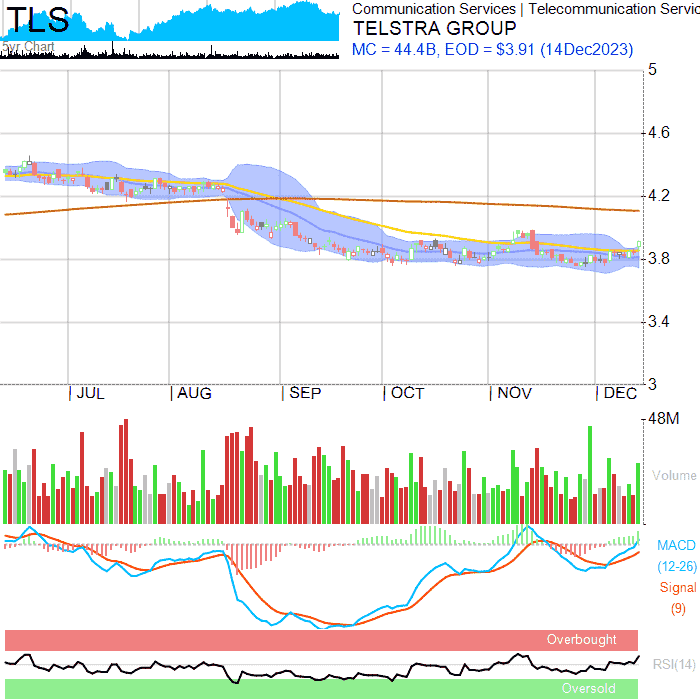 TLS
5yr Chart
Communication Services | Telecommunication Servic
TELSTRA GROUP
MC = 44.4B, EOD = $3.91 (14Dec2023)
5
4.6
4.2
3.8
3.4
3
| JUL | AUG | SEP | OCT | NOV | DEC
48M
Volume
MACD
(12-26)
Signal
(9)
Overbought
RSI(14)
Oversold